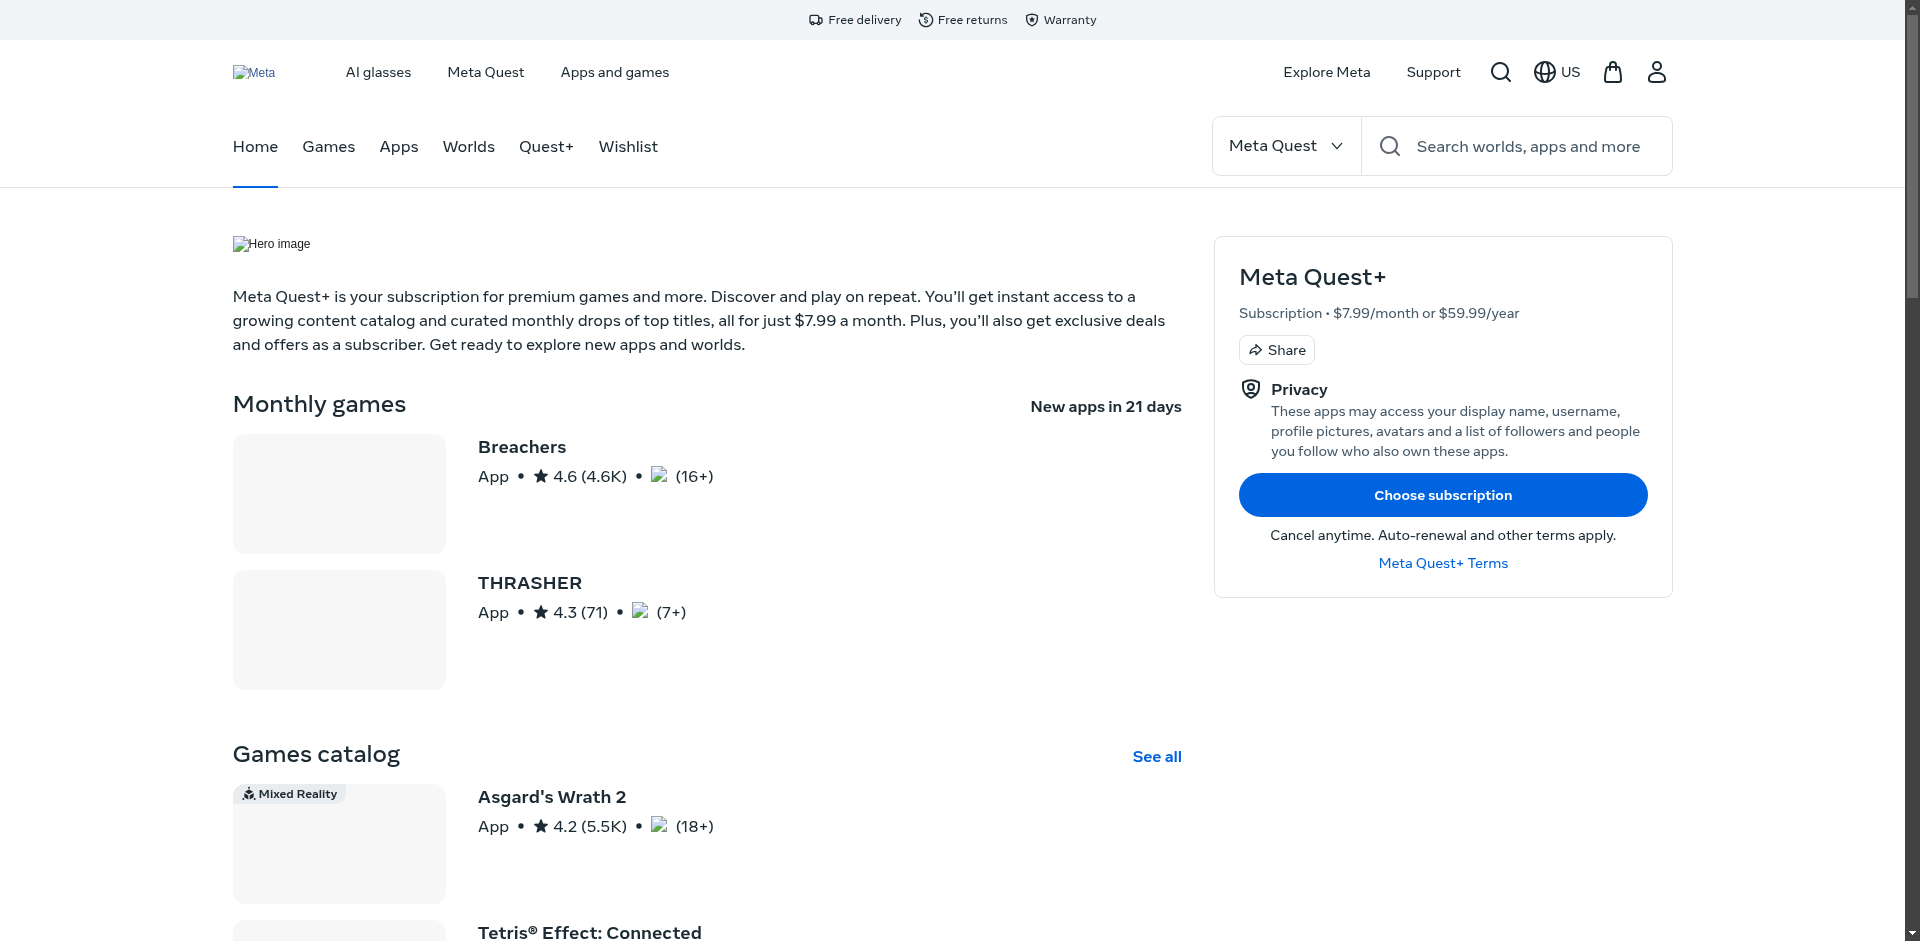 Free delivery
Free returns
Warranty
Meta
AI glasses
Meta Quest
Apps and games
Explore Meta
Support
US
Home
Games
Apps
Worlds
Quest+
Wishlist
Meta Quest
Search worlds, apps and more
Hero image
Meta Quest+ is your subscription for premium games and more. Discover and play on repeat. You’ll get instant access to a
growing content catalog and curated monthly drops of top titles, all for just $7.99 a month. Plus, you’ll also get exclusive deals
and offers as a subscriber. Get ready to explore new apps and worlds.
Monthly games
New apps in 21 days
Breachers
App • ★ 4.6 (4.6K) • (16+)
THRASHER
App • ★ 4.3 (71) • (7+)
Games catalog
See all
Mixed Reality
Asgard's Wrath 2
App • ★ 4.2 (5.5K) • (18+)
Tetris® Effect: Connected
Meta Quest+
Subscription • $7.99/month or $59.99/year
Share
Privacy
These apps may access your display name, username,
profile pictures, avatars and a list of followers and people
you follow who also own these apps.
Choose subscription
Cancel anytime. Auto-renewal and other terms apply.
Meta Quest+ Terms